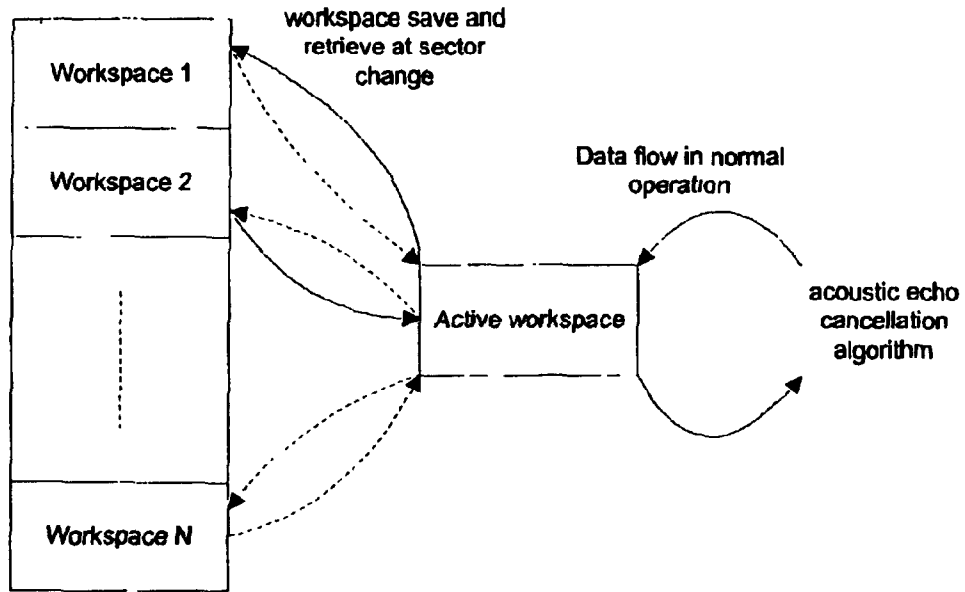 workspace save and
retrieve at sector
change
Workspace 1
Workspace 2
Data flow in normal
operation
Active workspace
acoustic echo
cancellation
algorithm
Workspace N